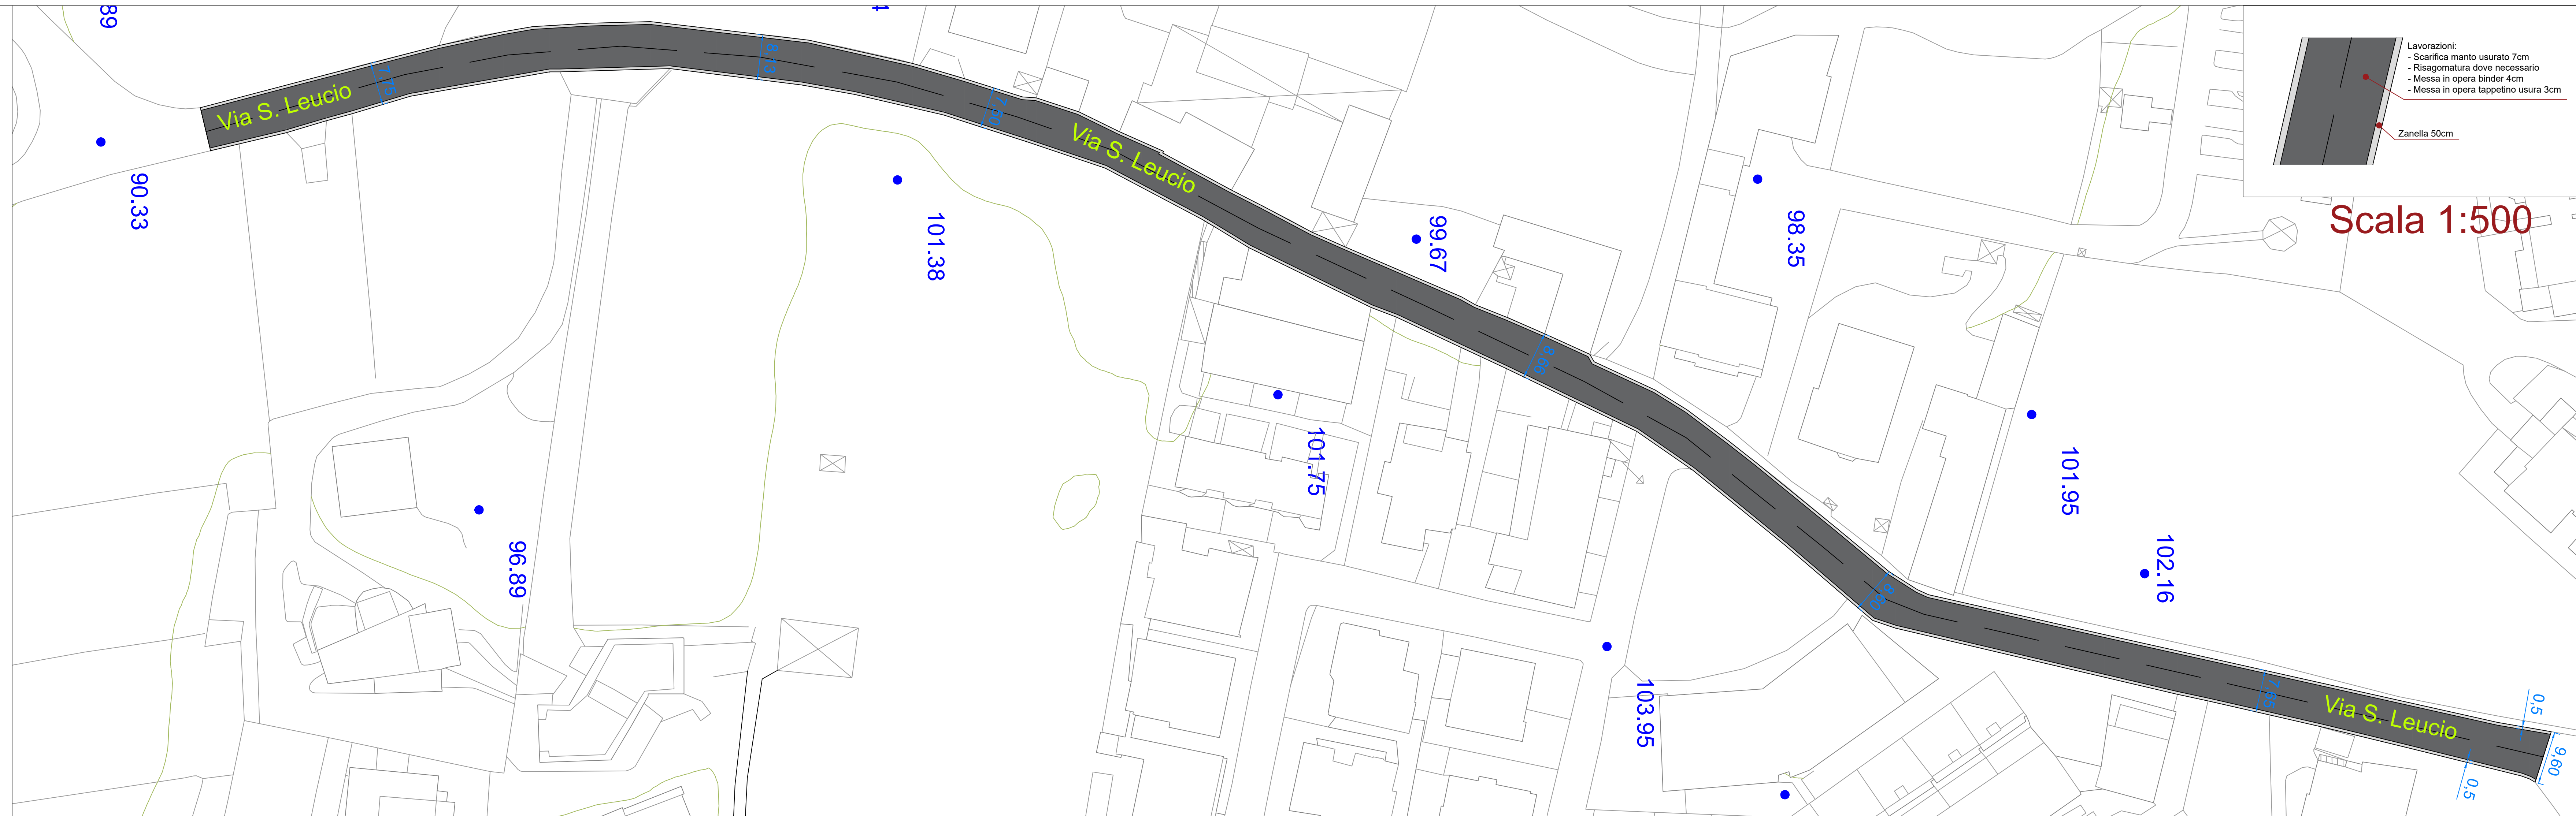 Lavorazioni:
- Scarifica manto usurato 7cm
- Risagomatura dove necessario
- Messa in opera binder 4cm
- Messa in opera tappetino usura 3cm
Zanella 50cm
Scala 1:500
Via S. Leucio
Via S. Leucio
Via S. Leucio
90.33
101.38
99.67
98.35
101.75
101.95
96.89
102.16
103.95
0,5
9,60
0,5
89